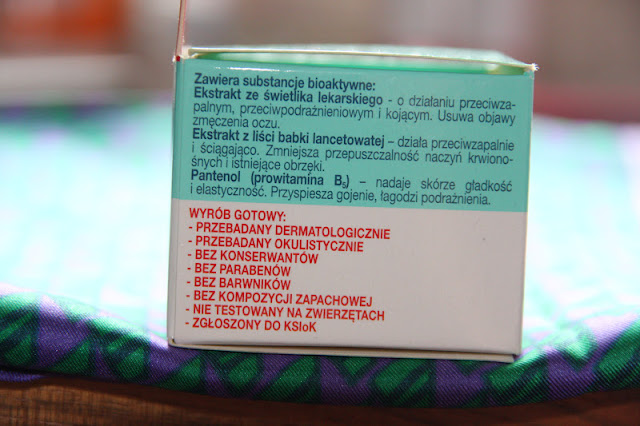 Zawiera substancje bioaktywne:
Ekstrakt ze świetlika lekarskiego - o działaniu przeciwza-
palnym, przeciwpodrażnieniowym i kojącym. Usuwa objawy
zmęczenia oczu.
Ekstrakt z liści babki lancetowatej – działa przeciwzapalnie
i ściągająco. Zmniejsza przepuszczalność naczyń krwiono-
śnych i istniejące obrzęki.
Pantenol (prowitamina B₅) – nadaje skórze gładkość
i elastyczność. Przyspiesza gojenie, łagodzi podrażnienia.
WYRÓB GOTOWY:
- PRZEBADANY DERMATOLOGICZNIE
- PRZEBADANY OKULISTYCZNIE
- BEZ KONSERWANTÓW
- BEZ PARABENÓW
- BEZ BARWNIKÓW
- BEZ KOMPOZYCJI ZAPACHOWEJ
- NIE TESTOWANY NA ZWIERZĘTACH
- ZGŁOSZONY DO KSIoK